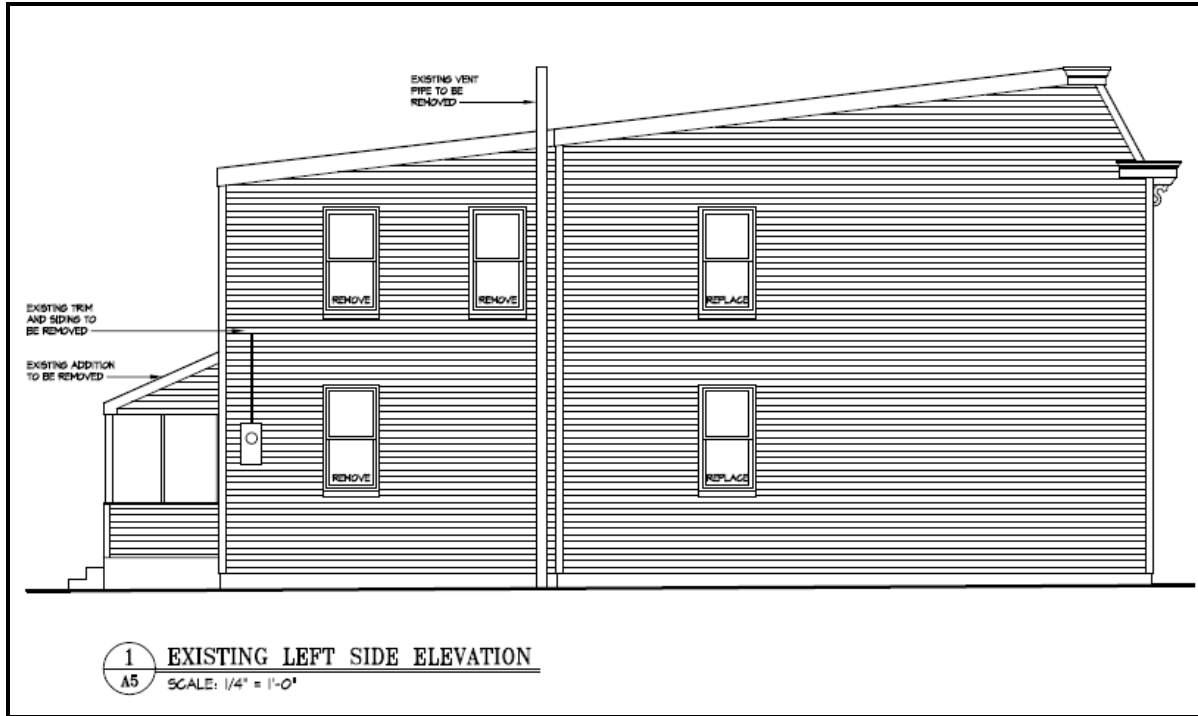 EXISTING VENT
PIPE TO BE
REMOVED
REMOVE
REMOVE
REPLACE
EXISTING TRIM
AND SIDING TO
BE REMOVED
EXISTING ADDITION
TO BE REMOVED
REMOVE
REPLACE
1
A5
EXISTING LEFT SIDE ELEVATION
SCALE: 1/4" = 1'-0"